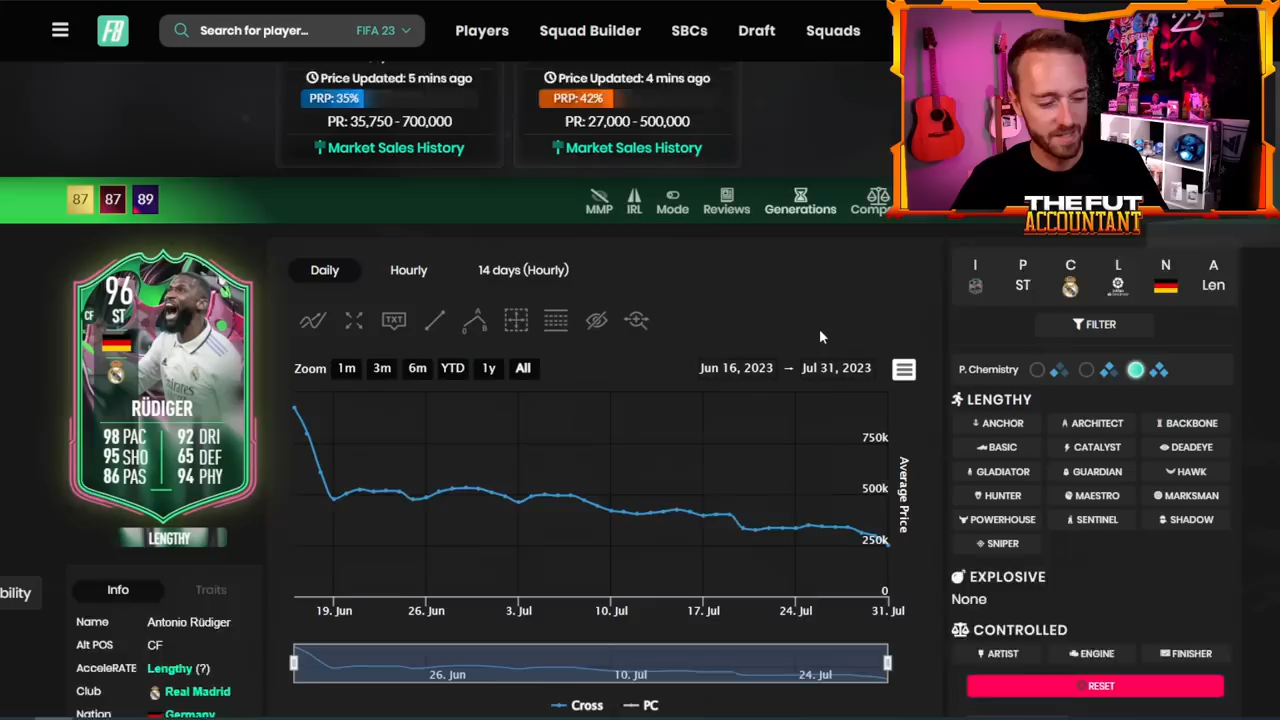 FB
Search for player...
FIFA 23
Players
Squad Builder
SBCs
Draft
Squads
Price Updated: 5 mins ago
PRP: 35%
PR: 35,750 - 700,000
Market Sales History
Price Updated: 4 mins ago
PRP: 42%
PR: 27,000 - 500,000
Market Sales History
THE FUT
ACCOUNTANT
87
87
89
MMP
IRL
Mode
Reviews
Generations
Comp
96
ST
CF
RÜDIGER
98 PAC
92 DRI
95 SHO
65 DEF
86 PAS
94 PHY
LENGTHY
bility
Info
Traits
Name
Antonio Rüdiger
Alt POS
CF
AcceleRATE
Lengthy (?)
Club
Real Madrid
Nation
Germany
Daily
Hourly
14 days (Hourly)
TXT
Zoom
1m
3m
6m
YTD
1y
All
Jun 16, 2023 → Jul 31, 2023
750k
500k
250k
0
Average Price
19. Jun
26. Jun
3. Jul
10. Jul
17. Jul
24. Jul
31. Jul
26. Jun
10. Jul
24. Jul
Cross
PC
I
P
C
L
N
A
ST
Len
FILTER
P. Chemistry
LENGTHY
ANCHOR
ARCHITECT
BACKBONE
BASIC
CATALYST
DEADEYE
GLADIATOR
GUARDIAN
HAWK
HUNTER
MAESTRO
MARKSMAN
POWERHOUSE
SENTINEL
SHADOW
SNIPER
EXPLOSIVE
None
CONTROLLED
ARTIST
ENGINE
FINISHER
RESET